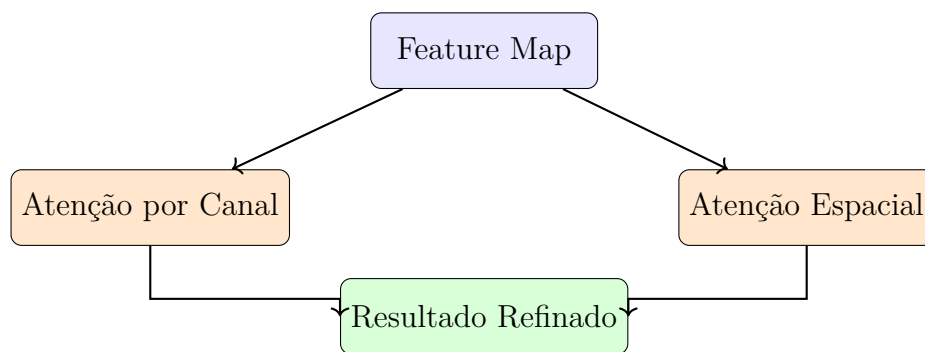 Feature Map
Atenção por Canal
Atenção Espacial
Resultado Refinado